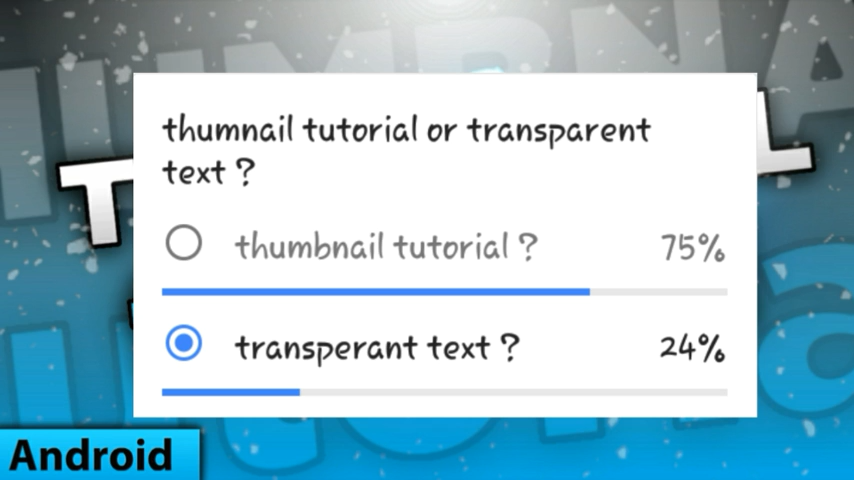 thumnail tutorial or transparent
text ?
thumbnail tutorial ? 75%
transperant text ? 24%
Android